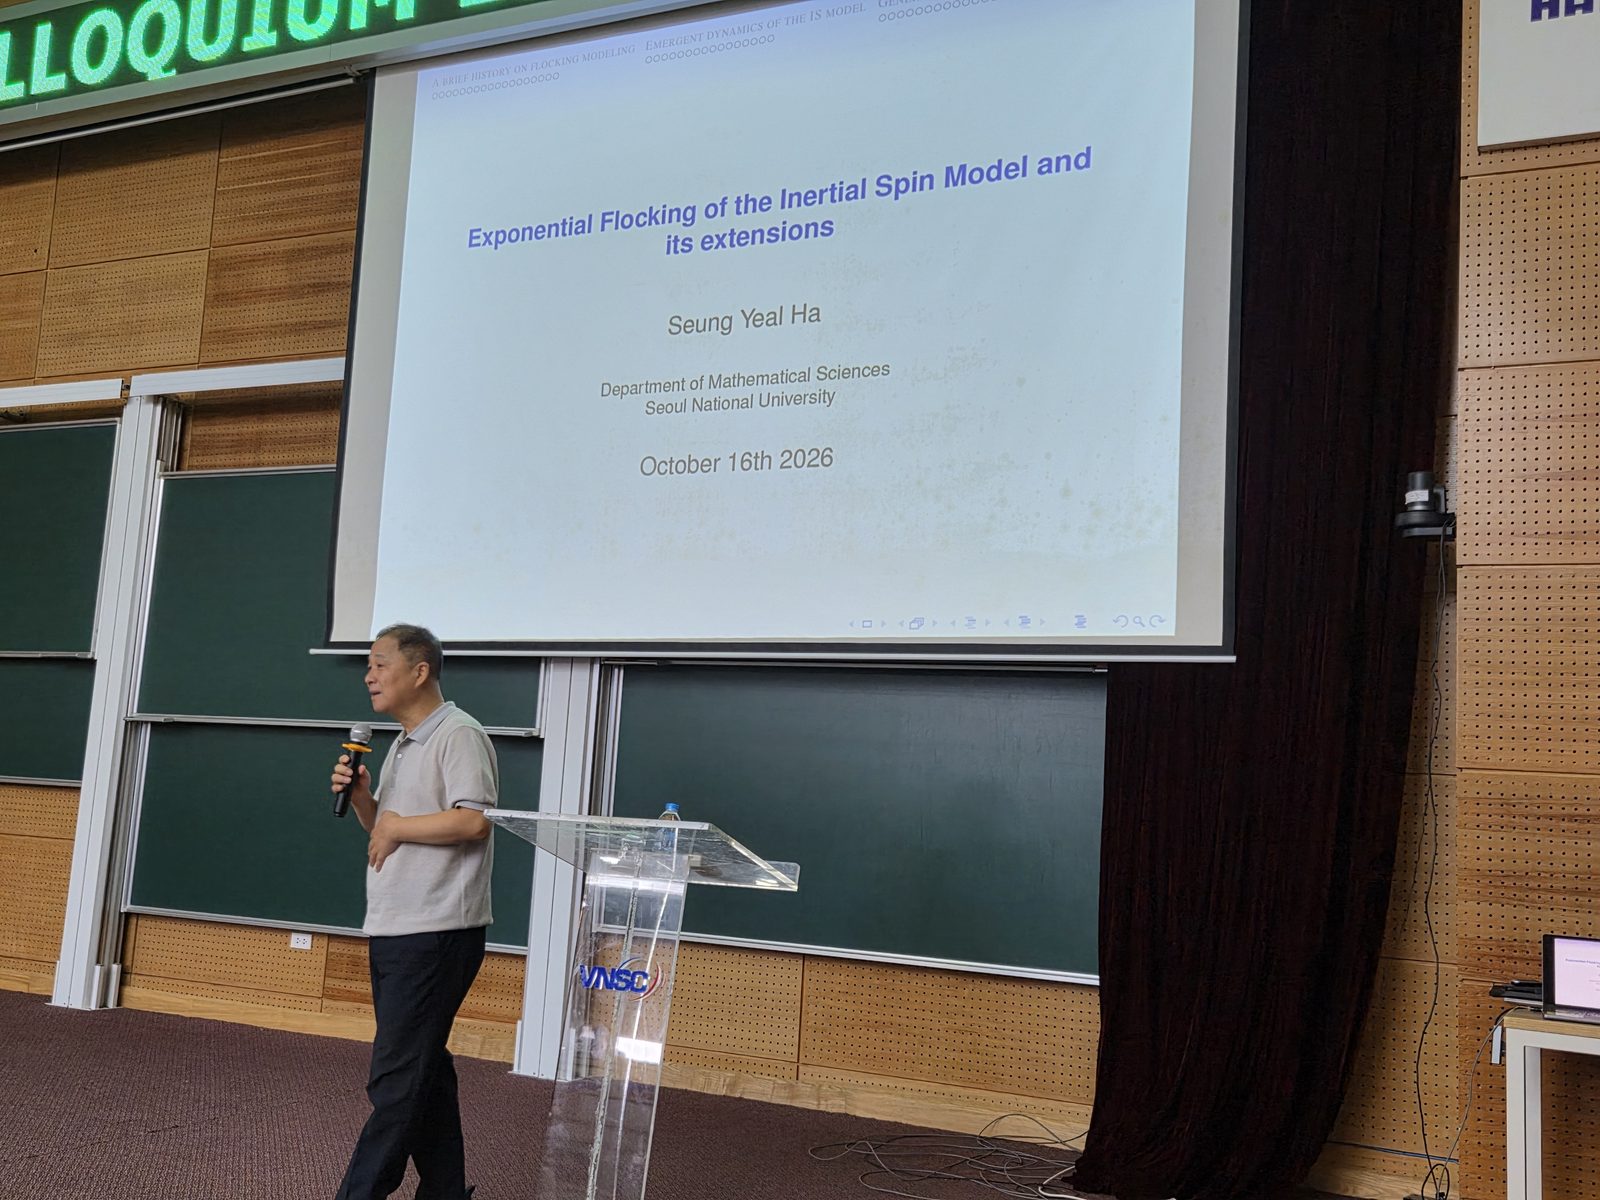 LLOQUIUM
A BRIEF HISTORY ON FLOCKING MODELING EMERGENT DYNAMICS OF THE IS MODEL
Exponential Flocking of the Inertial Spin Model and
its extensions
Seung Yeal Ha
Department of Mathematical Sciences
Seoul National University
October 16th 2026
VNSC